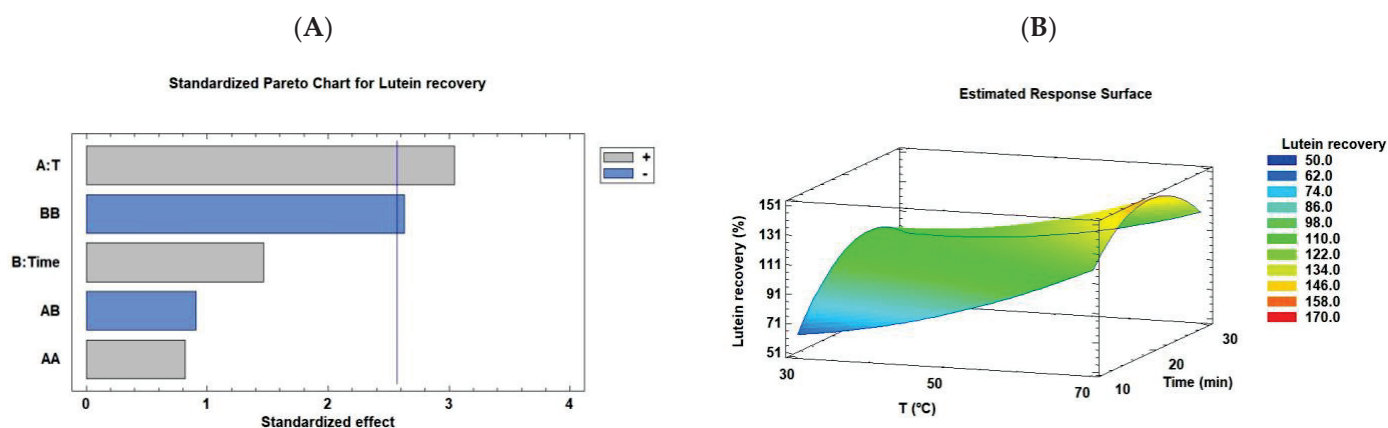 (A)
Standardized Pareto Chart for Lutein recovery
A:T
BB
B:Time
AB
AA
0 1 2 3 4
Standardized effect
+
-
(B)
Estimated Response Surface
151
131
111
91
71
51
Lutein recovery (%)
30 50 70
T (ºC)
10 20 30
Time (min)
Lutein recovery
50.0
62.0
74.0
86.0
98.0
110.0
122.0
134.0
146.0
158.0
170.0